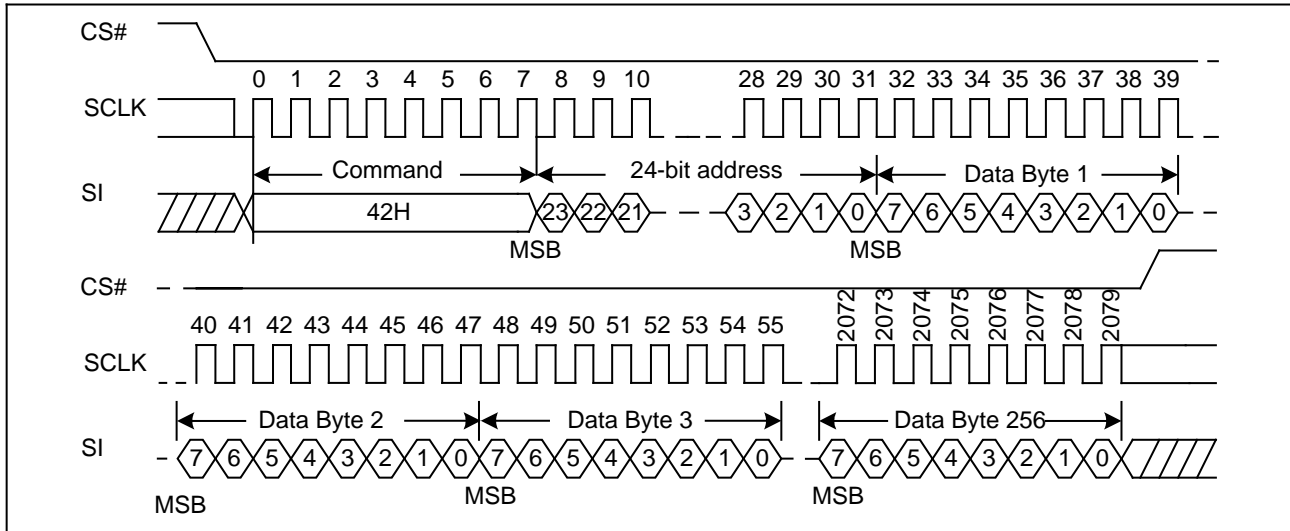 CS#
0 1 2 3 4 5 6 7 8 9 10 28 29 30 31 32 33 34 35 36 37 38 39
SCLK
Command 24-bit address Data Byte 1
SI
42H 23 22 21 3 2 1 0 7 6 5 4 3 2 1 0
MSB MSB
CS#
40 41 42 43 44 45 46 47 48 49 50 51 52 53 54 55 2072 2073 2074 2075 2076 2077 2078 2079
SCLK
Data Byte 2 Data Byte 3 Data Byte 256
SI
7 6 5 4 3 2 1 0 7 6 5 4 3 2 1 0 7 6 5 4 3 2 1 0
MSB MSB MSB